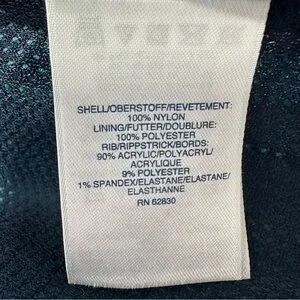 SHELL/OBERSTOFF/REVETEMENT:
100% NYLON
LINING/FUTTER/DOUBLURE:
100% POLYESTER
RIB/RIPPSTRICK/BORDS:
90% ACRYLIC/POLYACRYL/
ACRYLIQUE
9% POLYESTER
1% SPANDEX/ELASTANE/ELASTANE/
ELASTHANNE
RN 62830